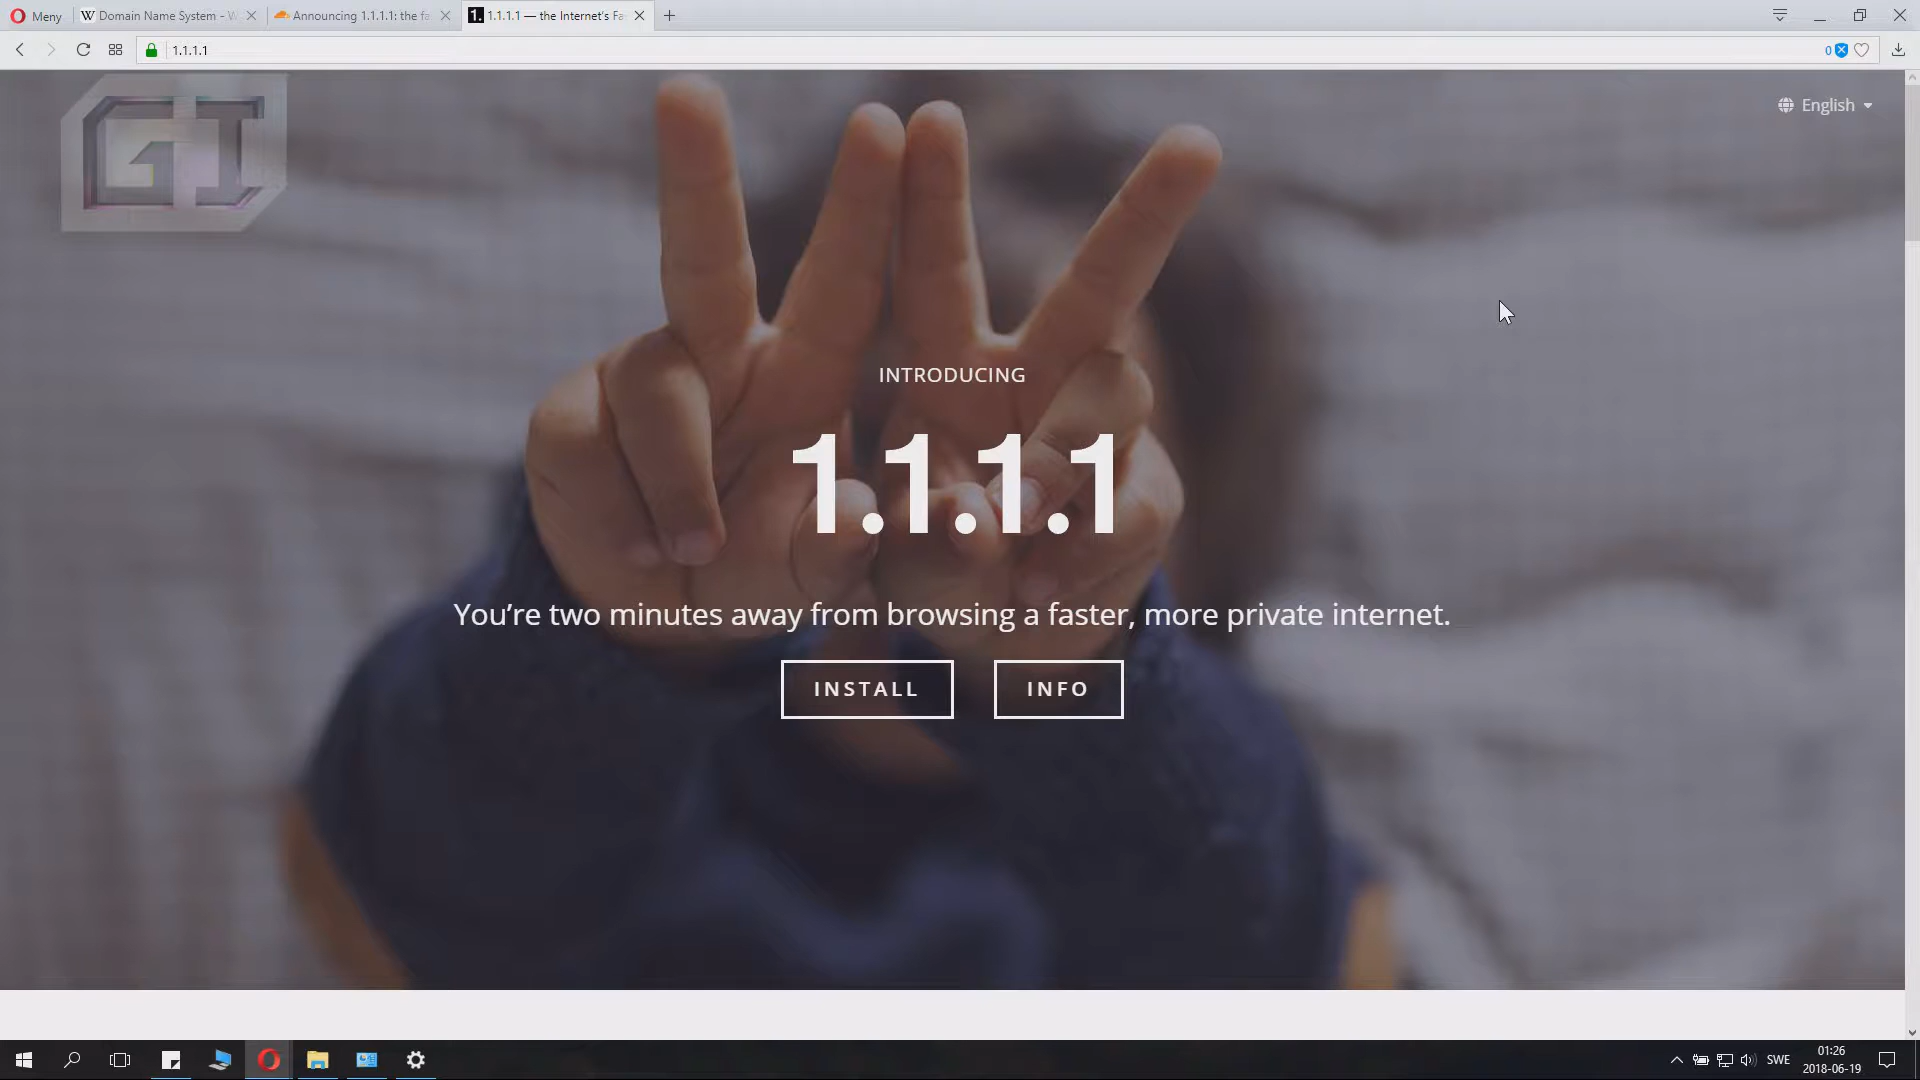 Meny
Domain Name System - W
Announcing 1.1.1.1: the fa
1.1.1.1 — the Internet's Fa
1.1.1.1
0
GI
English
INTRODUCING
1.1.1.1
You're two minutes away from browsing a faster, more private internet.
INSTALL
INFO
SWE
01:26
2018-06-19